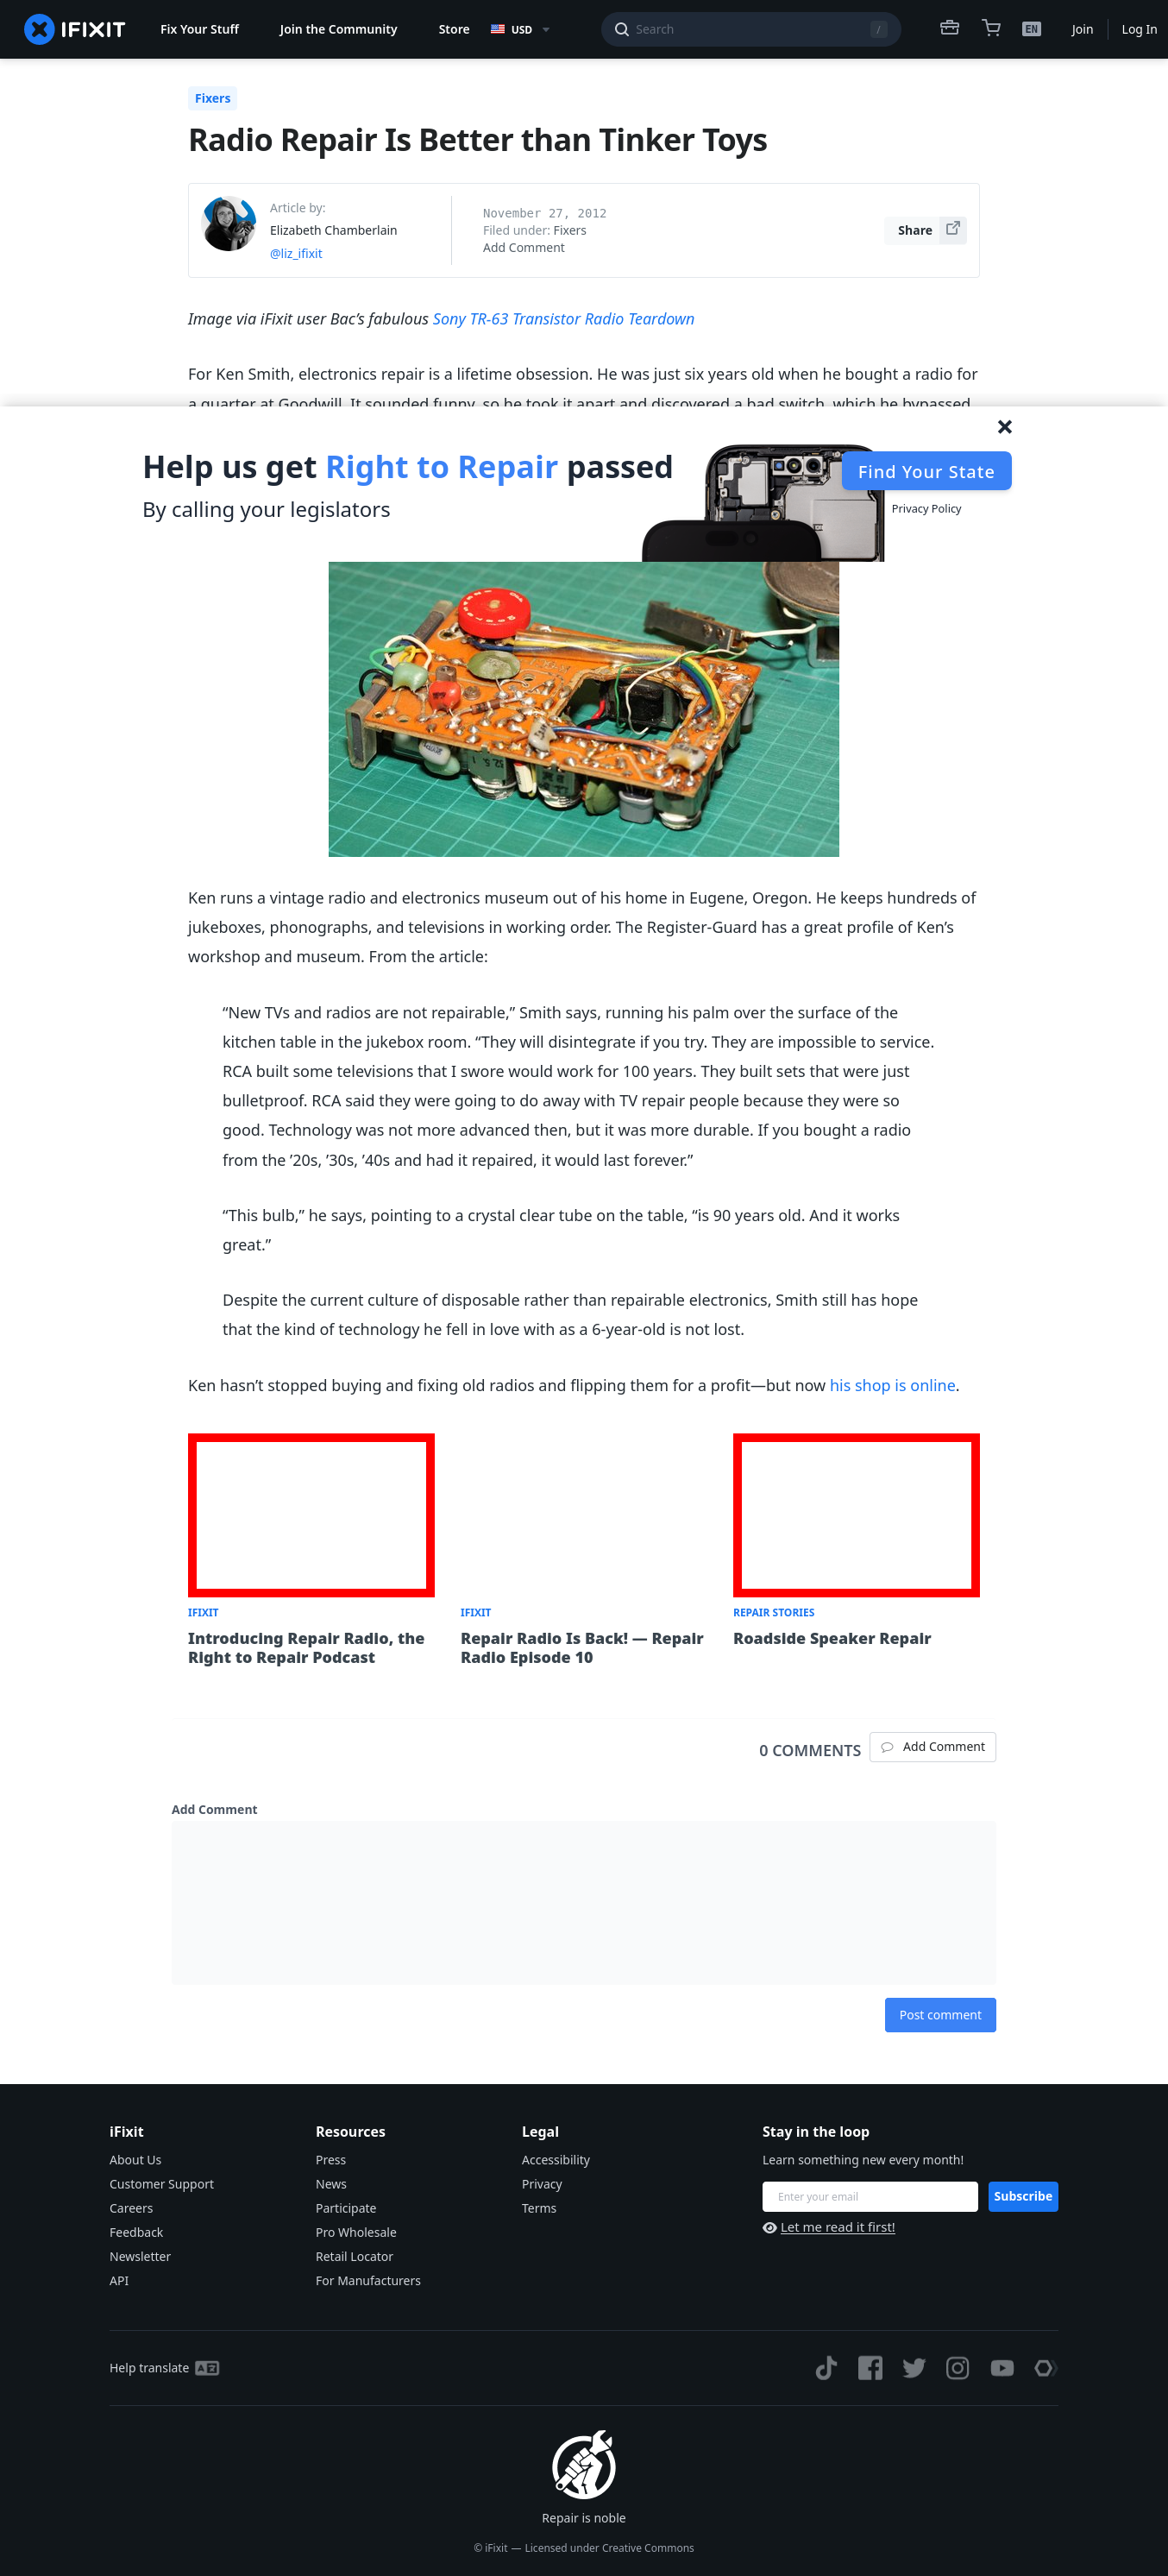 IFIXIT
Fix Your Stuff
Join the Community
Store
USD
Search
/
EN
Join
Log In
Fixers
Radio Repair Is Better than Tinker Toys
Article by:
Elizabeth Chamberlain
@liz_ifixit
November 27, 2012
Filed under: Fixers
Add Comment
Share
Image via iFixit user Bac’s fabulous Sony TR-63 Transistor Radio Teardown
For Ken Smith, electronics repair is a lifetime obsession. He was just six years old when he bought a radio for
a quarter at Goodwill. It sounded funny, so he took it apart and discovered a bad switch, which he bypassed
Help us get Right to Repair passed
By calling your legislators
Find Your State
Privacy Policy
Ken runs a vintage radio and electronics museum out of his home in Eugene, Oregon. He keeps hundreds of
jukeboxes, phonographs, and televisions in working order. The Register-Guard has a great profile of Ken’s
workshop and museum. From the article:
“New TVs and radios are not repairable,” Smith says, running his palm over the surface of the
kitchen table in the jukebox room. “They will disintegrate if you try. They are impossible to service.
RCA built some televisions that I swore would work for 100 years. They built sets that were just
bulletproof. RCA said they were going to do away with TV repair people because they were so
good. Technology was not more advanced then, but it was more durable. If you bought a radio
from the ’20s, ’30s, ’40s and had it repaired, it would last forever.”
“This bulb,” he says, pointing to a crystal clear tube on the table, “is 90 years old. And it works
great.”
Despite the current culture of disposable rather than repairable electronics, Smith still has hope
that the kind of technology he fell in love with as a 6-year-old is not lost.
Ken hasn’t stopped buying and fixing old radios and flipping them for a profit—but now his shop is online.
IFIXIT
Introducing Repair Radio, the
Right to Repair Podcast
IFIXIT
Repair Radio Is Back! — Repair
Radio Episode 10
REPAIR STORIES
Roadside Speaker Repair
0 COMMENTS
Add Comment
Add Comment
Post comment
iFixit
About Us
Customer Support
Careers
Feedback
Newsletter
API
Resources
Press
News
Participate
Pro Wholesale
Retail Locator
For Manufacturers
Legal
Accessibility
Privacy
Terms
Stay in the loop
Learn something new every month!
Enter your email
Subscribe
Let me read it first!
Help translate
Repair is noble
© iFixit — Licensed under Creative Commons